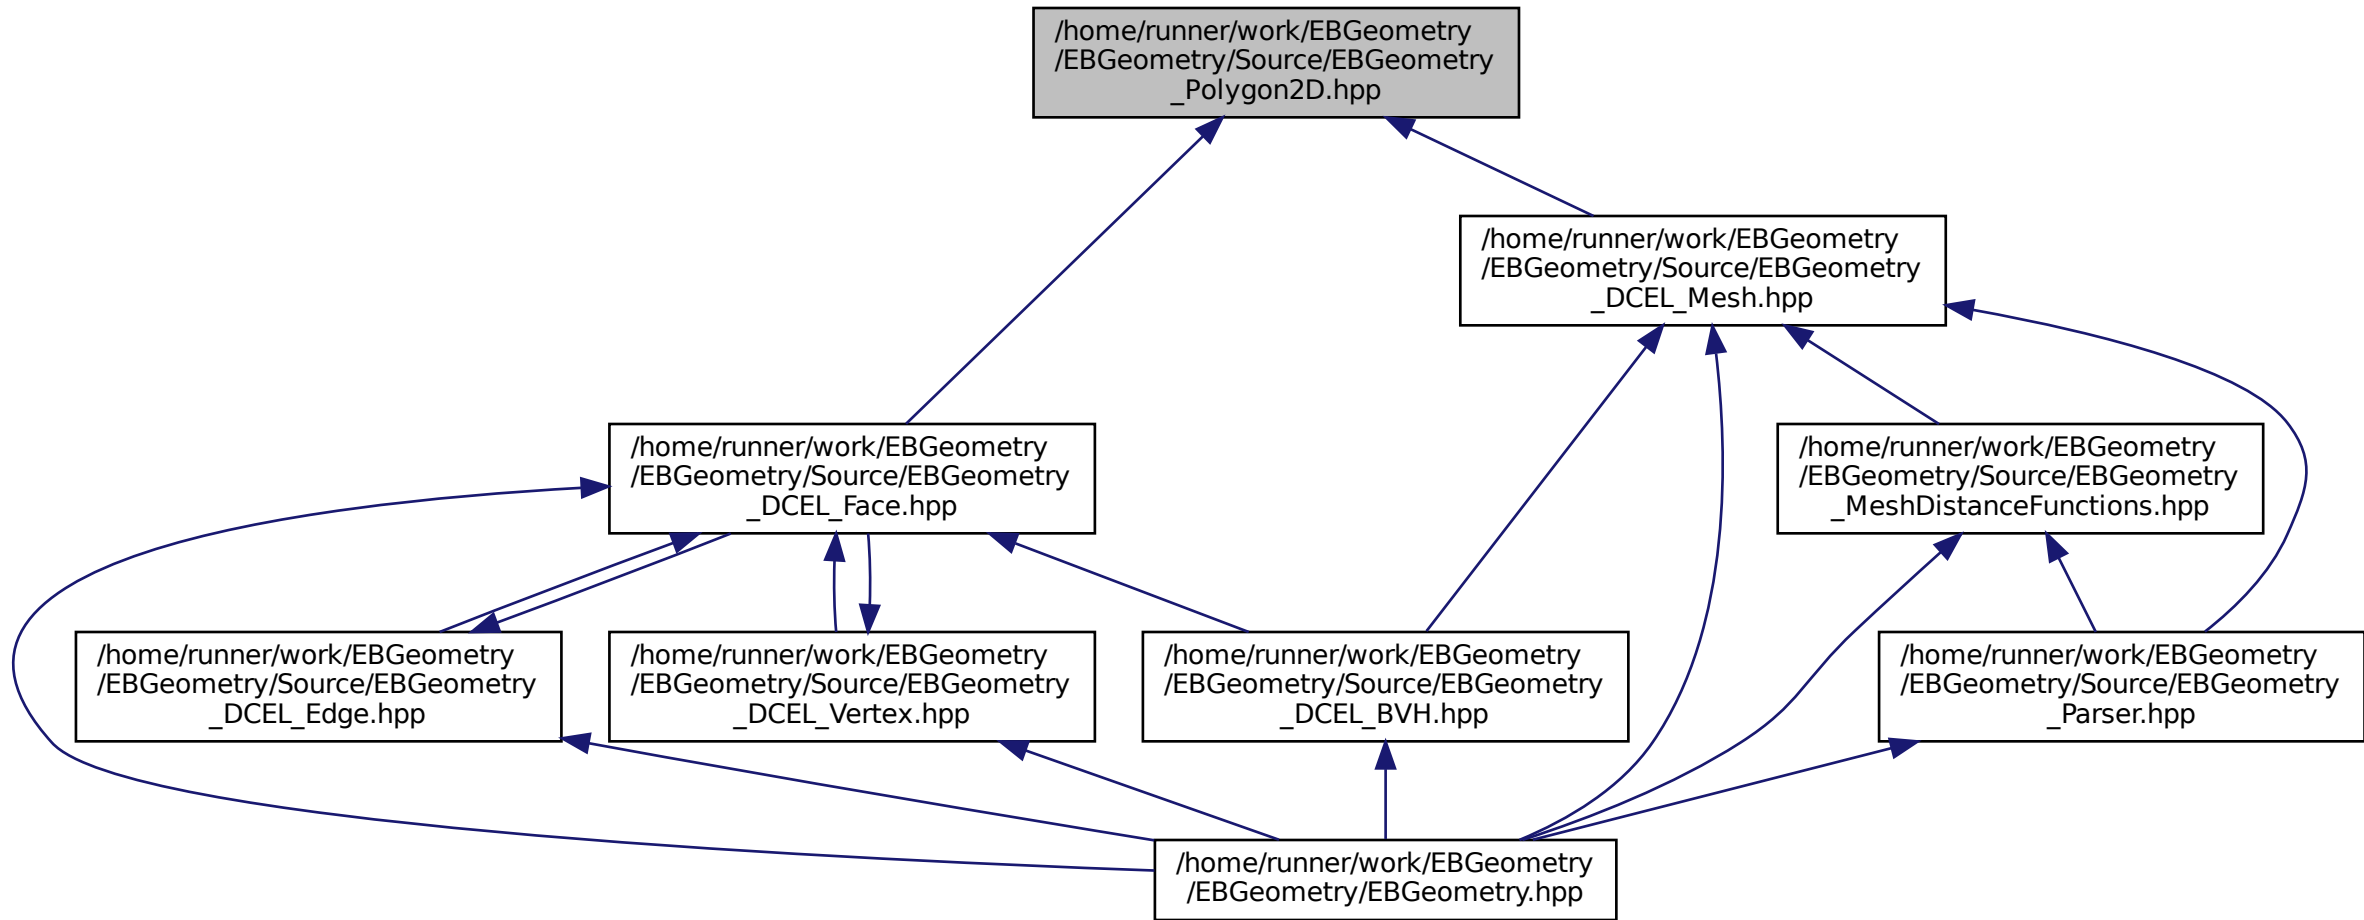 /home/runner/work/EBGeometry
/EBGeometry/Source/EBGeometry
_Polygon2D.hpp
/home/runner/work/EBGeometry
/EBGeometry/Source/EBGeometry
_DCEL_Mesh.hpp
/home/runner/work/EBGeometry
/EBGeometry/Source/EBGeometry
_DCEL_Face.hpp
/home/runner/work/EBGeometry
/EBGeometry/Source/EBGeometry
_MeshDistanceFunctions.hpp
/home/runner/work/EBGeometry
/EBGeometry/Source/EBGeometry
_DCEL_Edge.hpp
/home/runner/work/EBGeometry
/EBGeometry/Source/EBGeometry
_DCEL_Vertex.hpp
/home/runner/work/EBGeometry
/EBGeometry/Source/EBGeometry
_DCEL_BVH.hpp
/home/runner/work/EBGeometry
/EBGeometry/Source/EBGeometry
_Parser.hpp
/home/runner/work/EBGeometry
/EBGeometry/EBGeometry.hpp